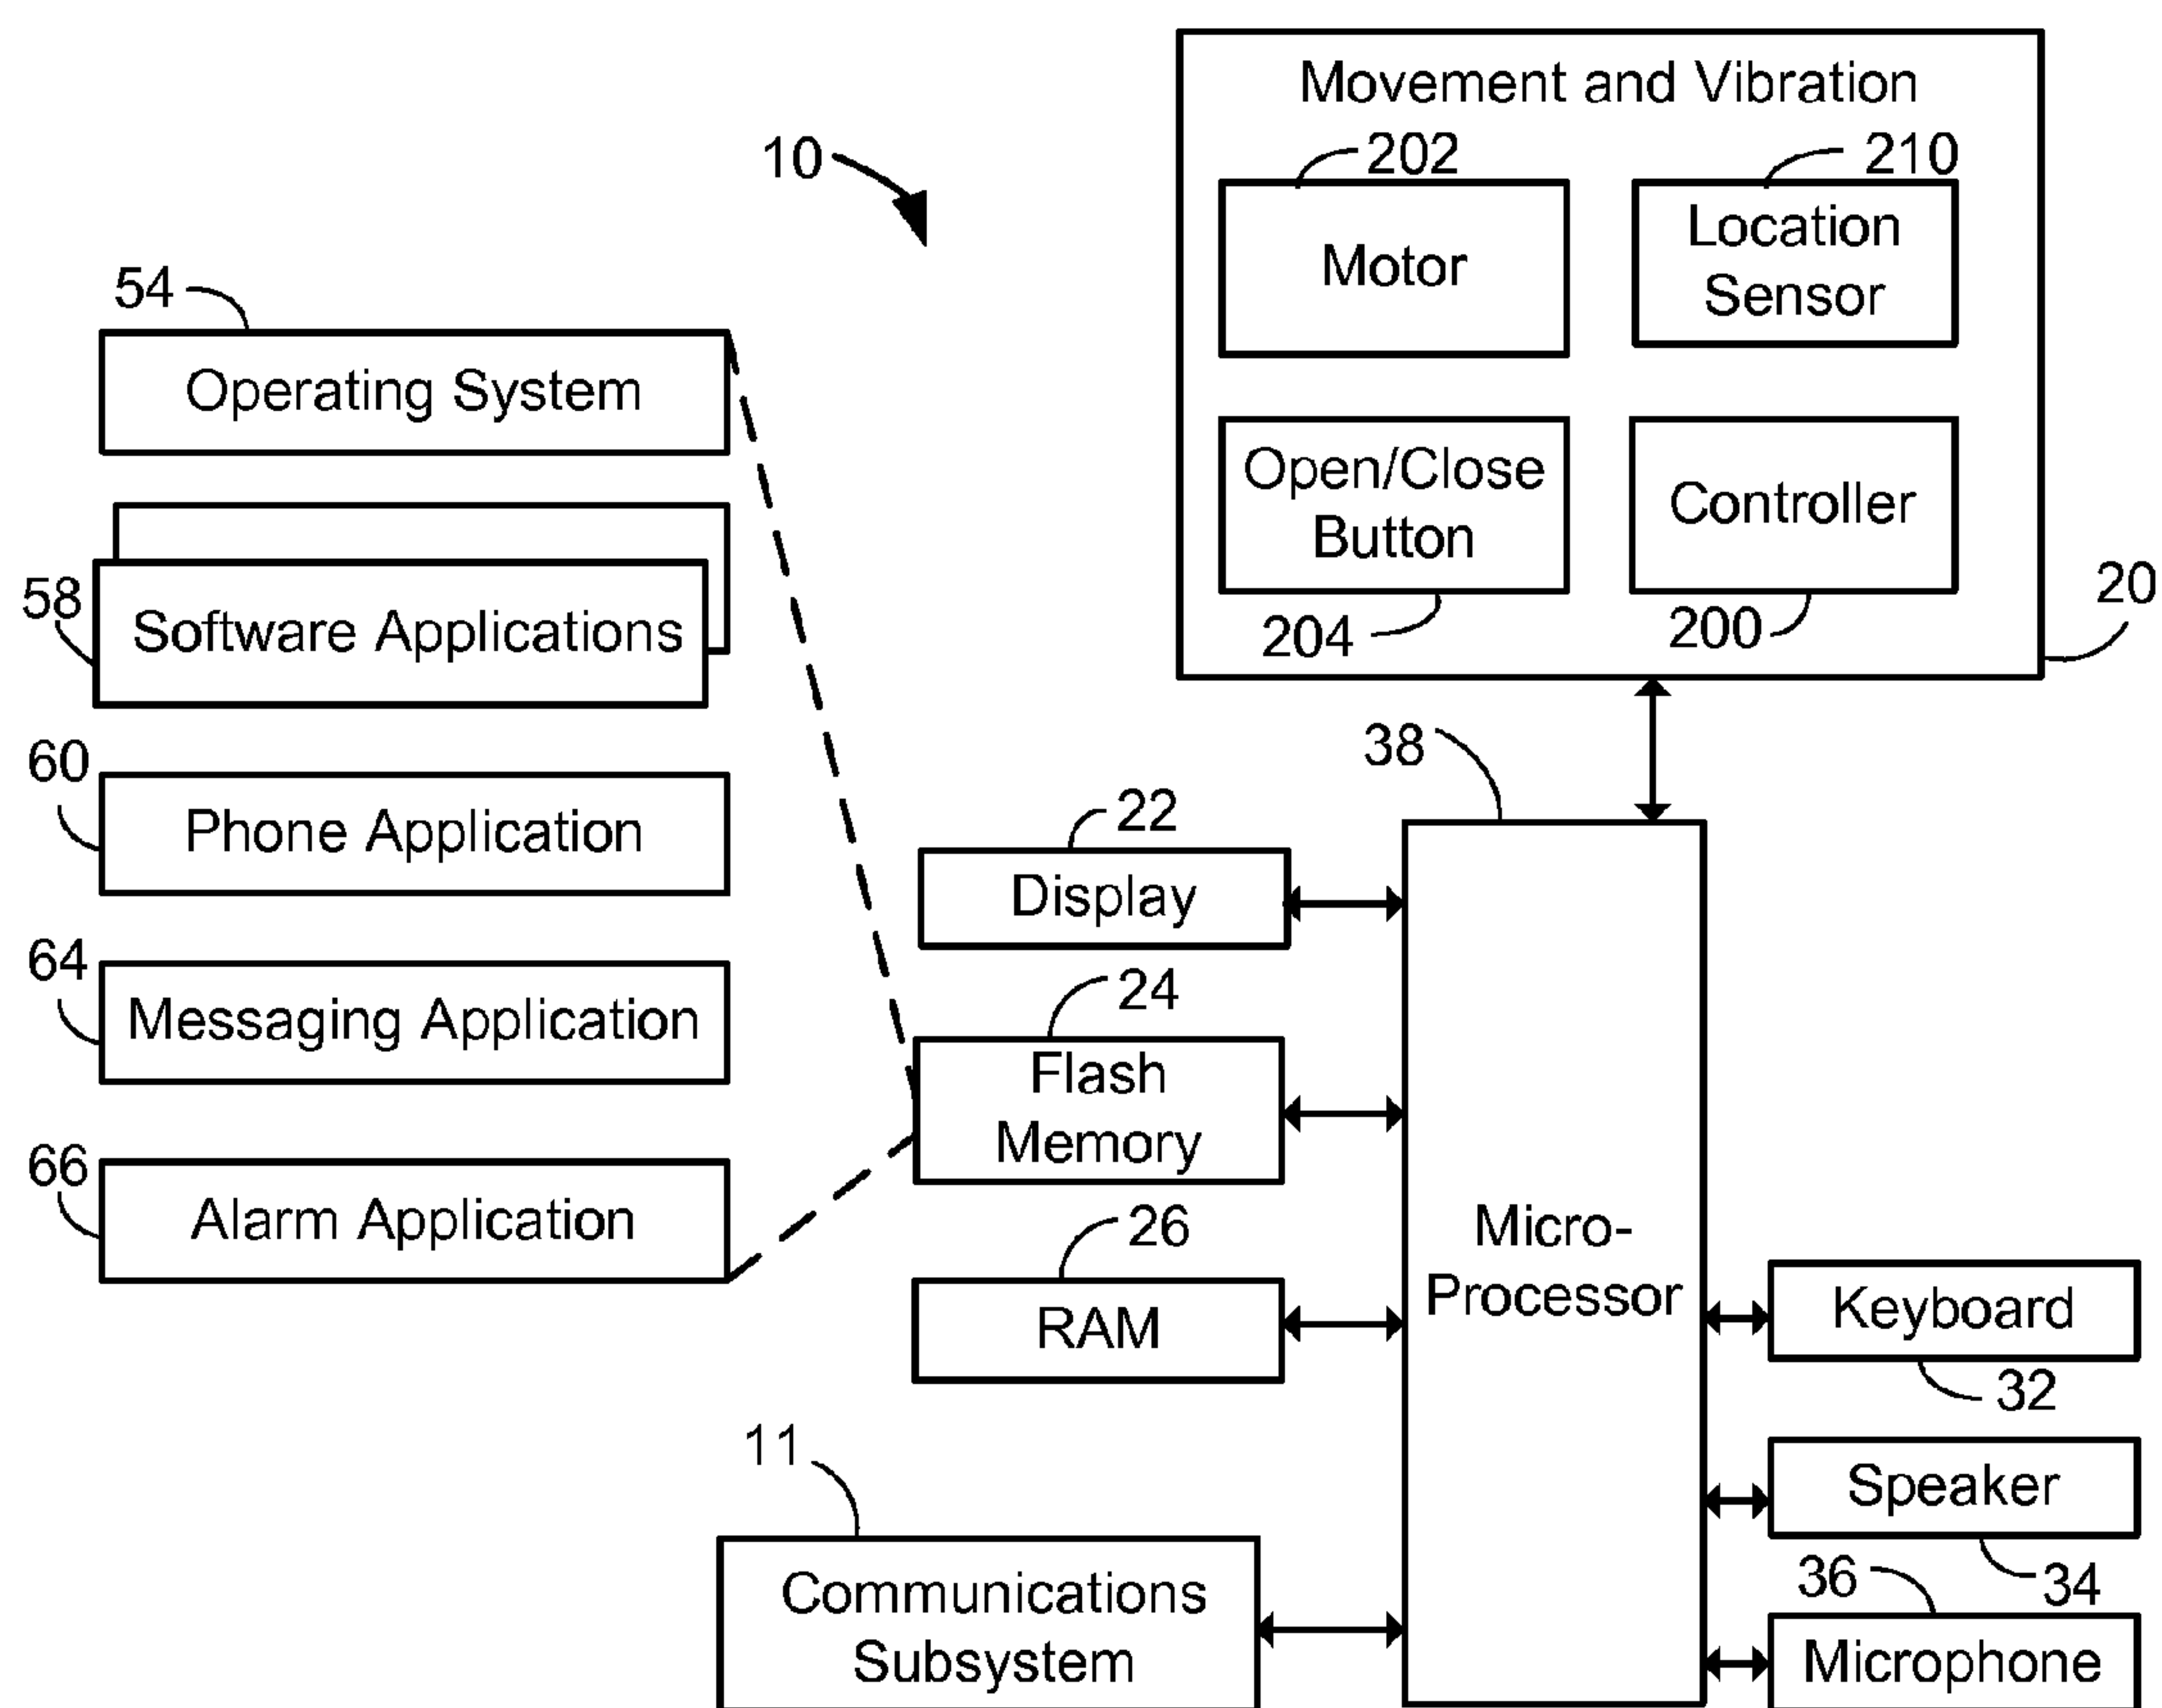 Movement and Vibration
10
202
210
Motor
Location
Sensor
54
Operating System
Open/Close
Button
Controller
204
200
20
58
Software Applications
38
60
Phone Application
22
Display
64
Messaging Application
24
Flash
Memory
66
Alarm Application
26
RAM
Micro-
Processor
Keyboard
32
11
Speaker
34
Communications
Subsystem
36
Microphone